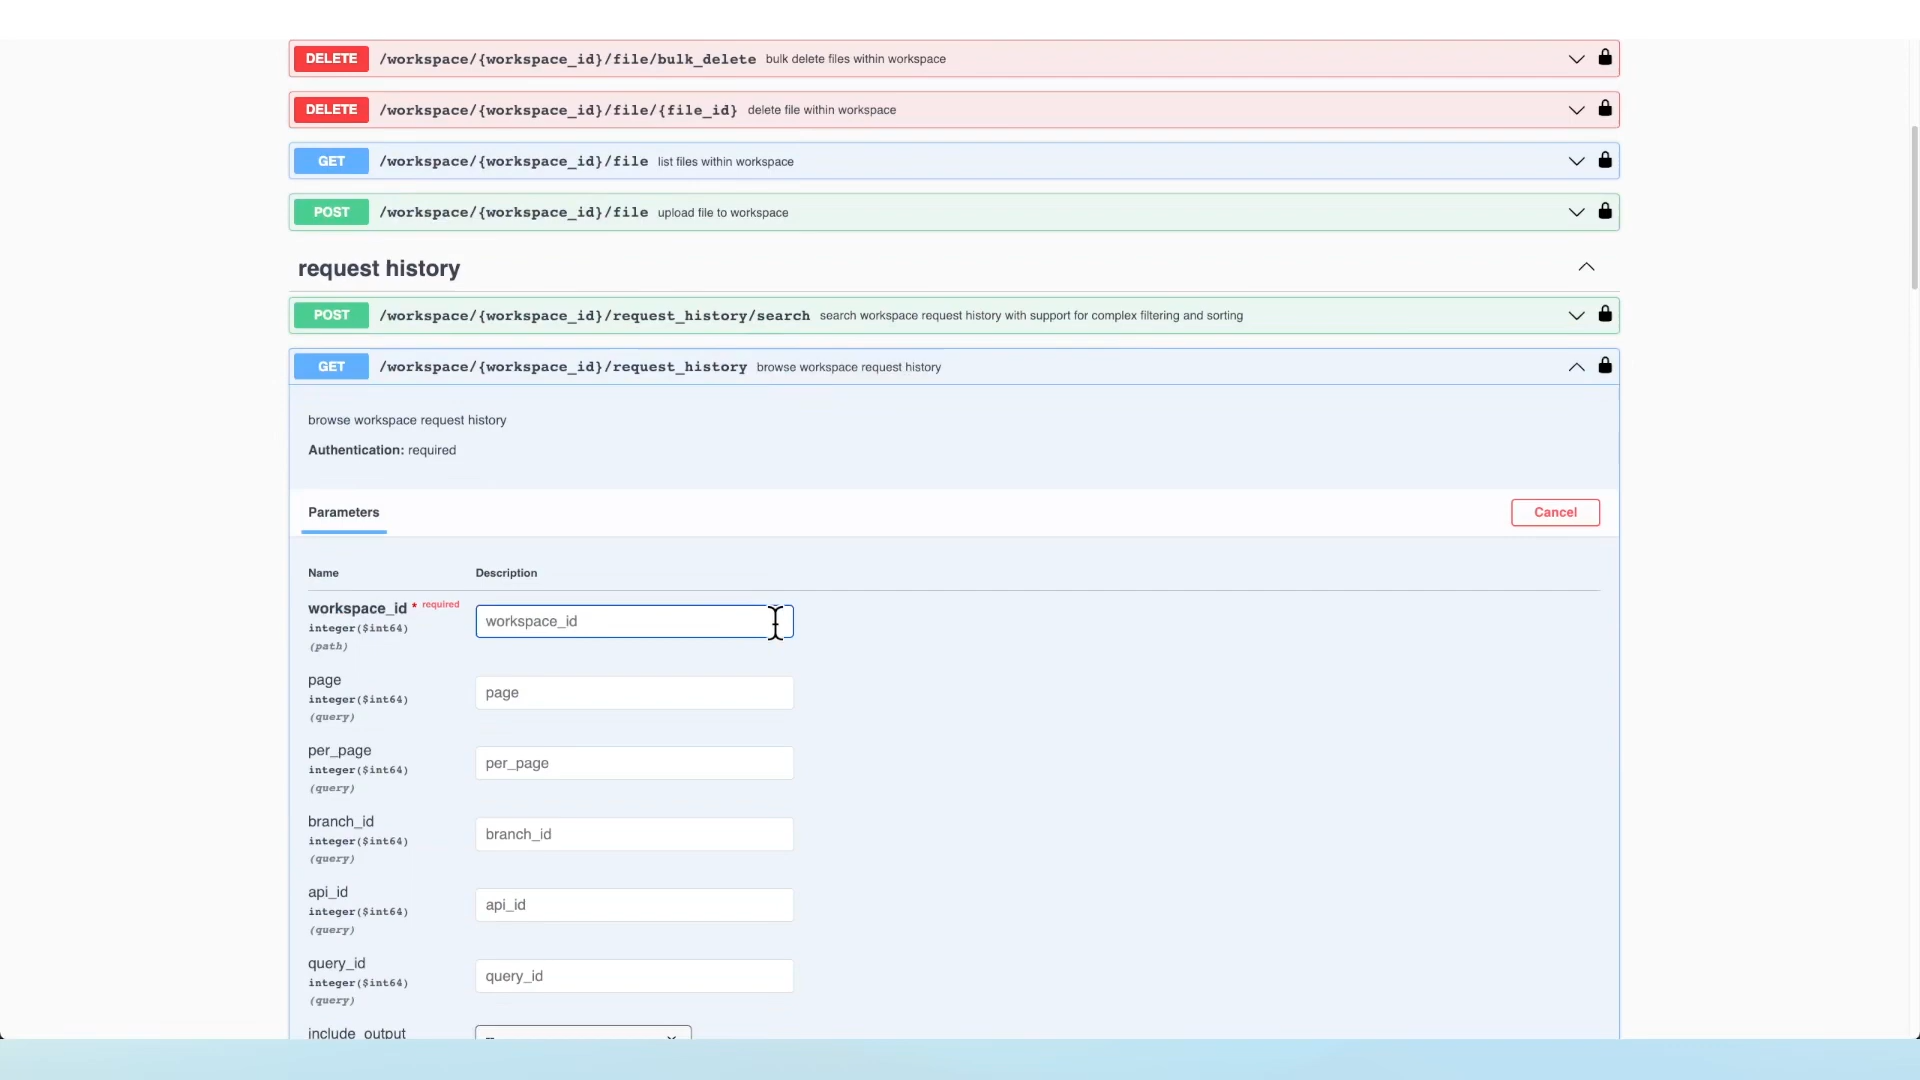 DELETE /workspace/{workspace_id}/file/bulk_delete bulk delete files within workspace
DELETE /workspace/{workspace_id}/file/{file_id} delete file within workspace
GET /workspace/{workspace_id}/file list files within workspace
POST /workspace/{workspace_id}/file upload file to workspace
request history
POST /workspace/{workspace_id}/request_history/search search workspace request history with support for complex filtering and sorting
GET /workspace/{workspace_id}/request_history browse workspace request history
browse workspace request history
Authentication: required
Parameters Cancel
Name Description
workspace_id * required
integer($int64)
(path)
workspace_id
page
integer($int64)
(query)
page
per_page
integer($int64)
(query)
per_page
branch_id
integer($int64)
(query)
branch_id
api_id
integer($int64)
(query)
api_id
query_id
integer($int64)
(query)
query_id
include_output --